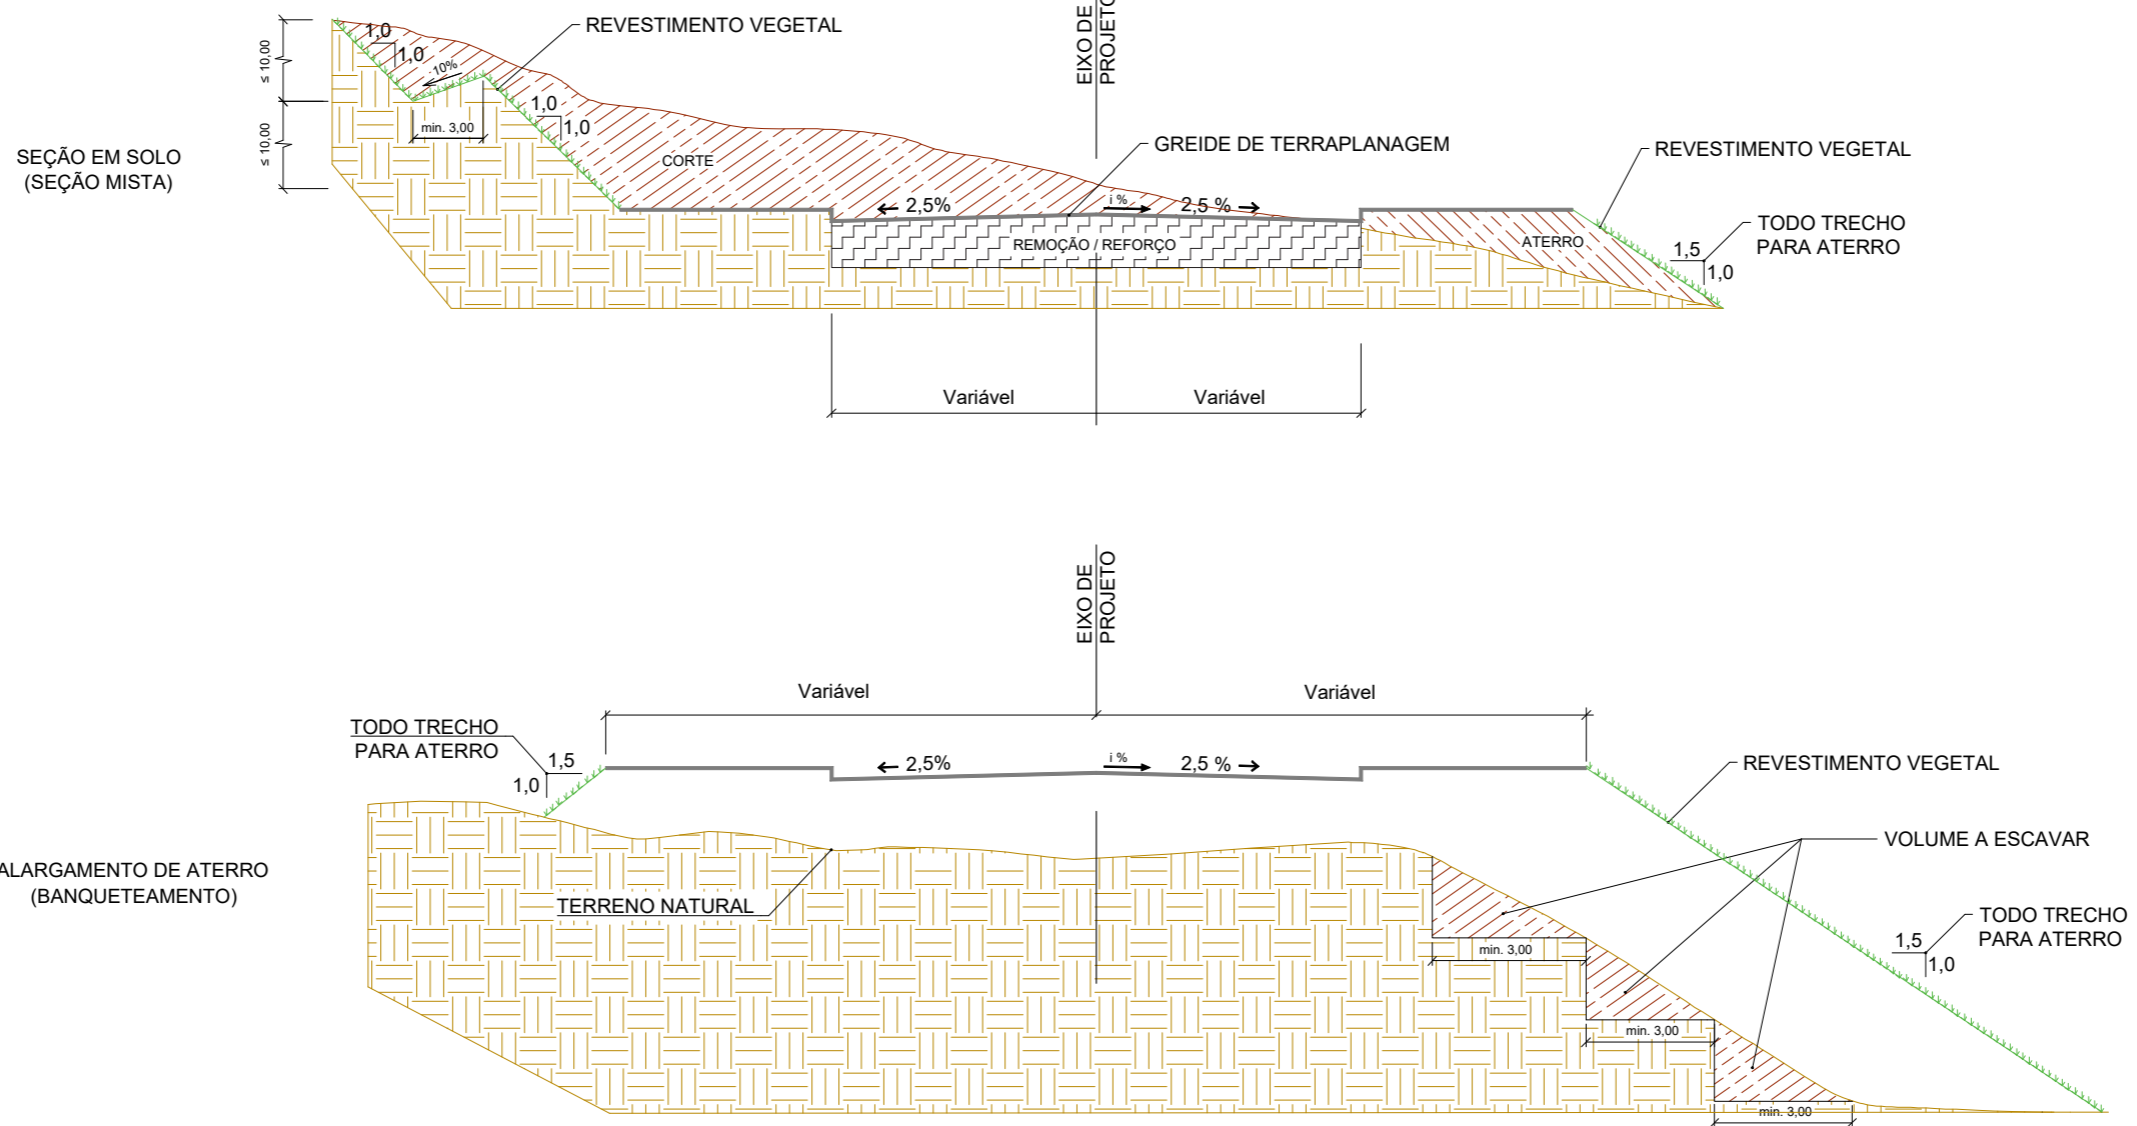 EIXO DE
PROJETO
REVESTIMENTO VEGETAL
1,0
1,0
10%
≤ 10,00
≤ 10,00
min. 3,00
1,0
1,0
CORTE
GREIDE DE TERRAPLANAGEM
REVESTIMENTO VEGETAL
SEÇÃO EM SOLO
(SEÇÃO MISTA)
2,5%
i %
2,5 %
REMOÇÃO / REFORÇO
ATERRO
TODO TRECHO
PARA ATERRO
1,5
1,0
Variável
Variável
EIXO DE
PROJETO
Variável
Variável
TODO TRECHO
PARA ATERRO
1,5
1,0
2,5%
i %
2,5 %
REVESTIMENTO VEGETAL
VOLUME A ESCAVAR
ALARGAMENTO DE ATERRO
(BANQUETEAMENTO)
TERRENO NATURAL
min. 3,00
TODO TRECHO
PARA ATERRO
1,5
1,0
min. 3,00
min. 3,00